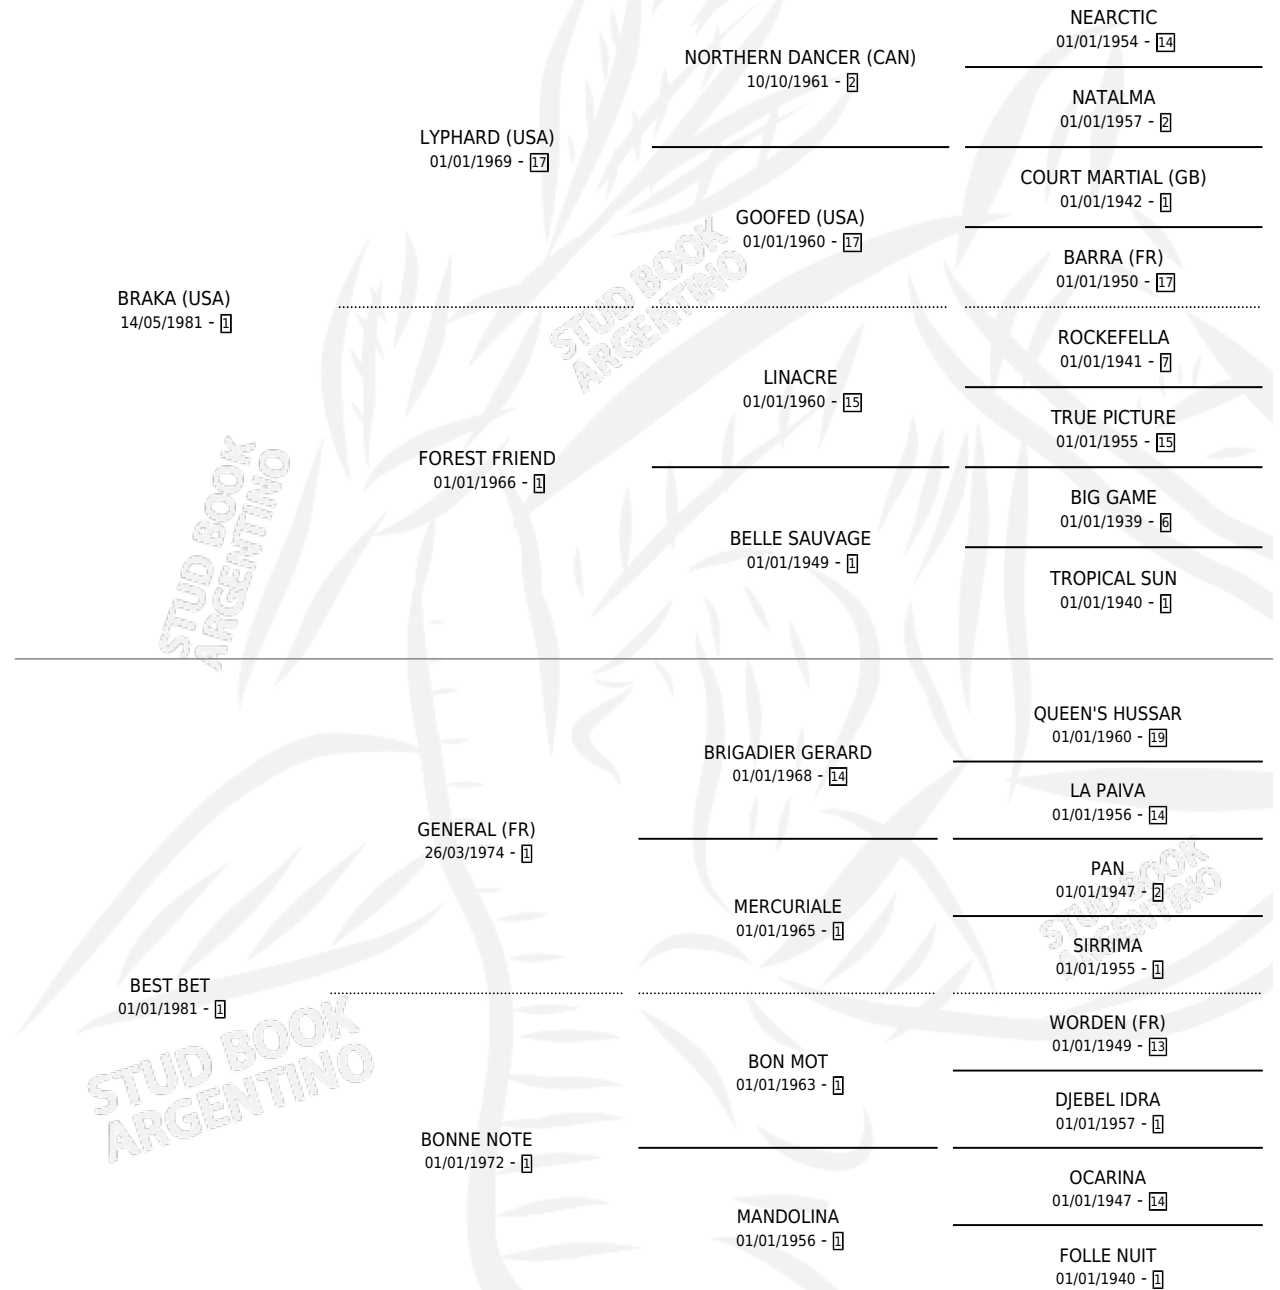 NEARCTIC
01/01/1954 - 14
NORTHERN DANCER (CAN)
10/10/1961 - 2
NATALMA
01/01/1957 - 2
LYPHARD (USA)
01/01/1969 - 17
COURT MARTIAL (GB)
01/01/1942 - 1
GOOFED (USA)
01/01/1960 - 17
BARRA (FR)
01/01/1950 - 17
BRAKA (USA)
14/05/1981 - 1
STUD BOOK
ARGENTINO
ROCKEFELLA
01/01/1941 - 7
LINACRE
01/01/1960 - 15
TRUE PICTURE
01/01/1955 - 15
FOREST FRIEND
01/01/1966 - 1
BIG GAME
01/01/1939 - 6
BELLE SAUVAGE
01/01/1949 - 1
TROPICAL SUN
01/01/1940 - 1
STUD BOOK
ARGENTINO
QUEEN'S HUSSAR
01/01/1960 - 19
BRIGADIER GERARD
01/01/1968 - 14
LA PAIVA
01/01/1956 - 14
GENERAL (FR)
26/03/1974 - 1
PAN
01/01/1947 - 2
MERCURIALE
01/01/1965 - 1
SIRRIMA
01/01/1955 - 1
STUD BOOK
ARGENTINO
BEST BET
01/01/1981 - 1
WORDEN (FR)
01/01/1949 - 13
BON MOT
01/01/1963 - 1
DJEBEL IDRA
01/01/1957 - 1
STUD BOOK
ARGENTINO
BONNE NOTE
01/01/1972 - 1
OCARINA
01/01/1947 - 14
MANDOLINA
01/01/1956 - 1
FOLLE NUIT
01/01/1940 - 1